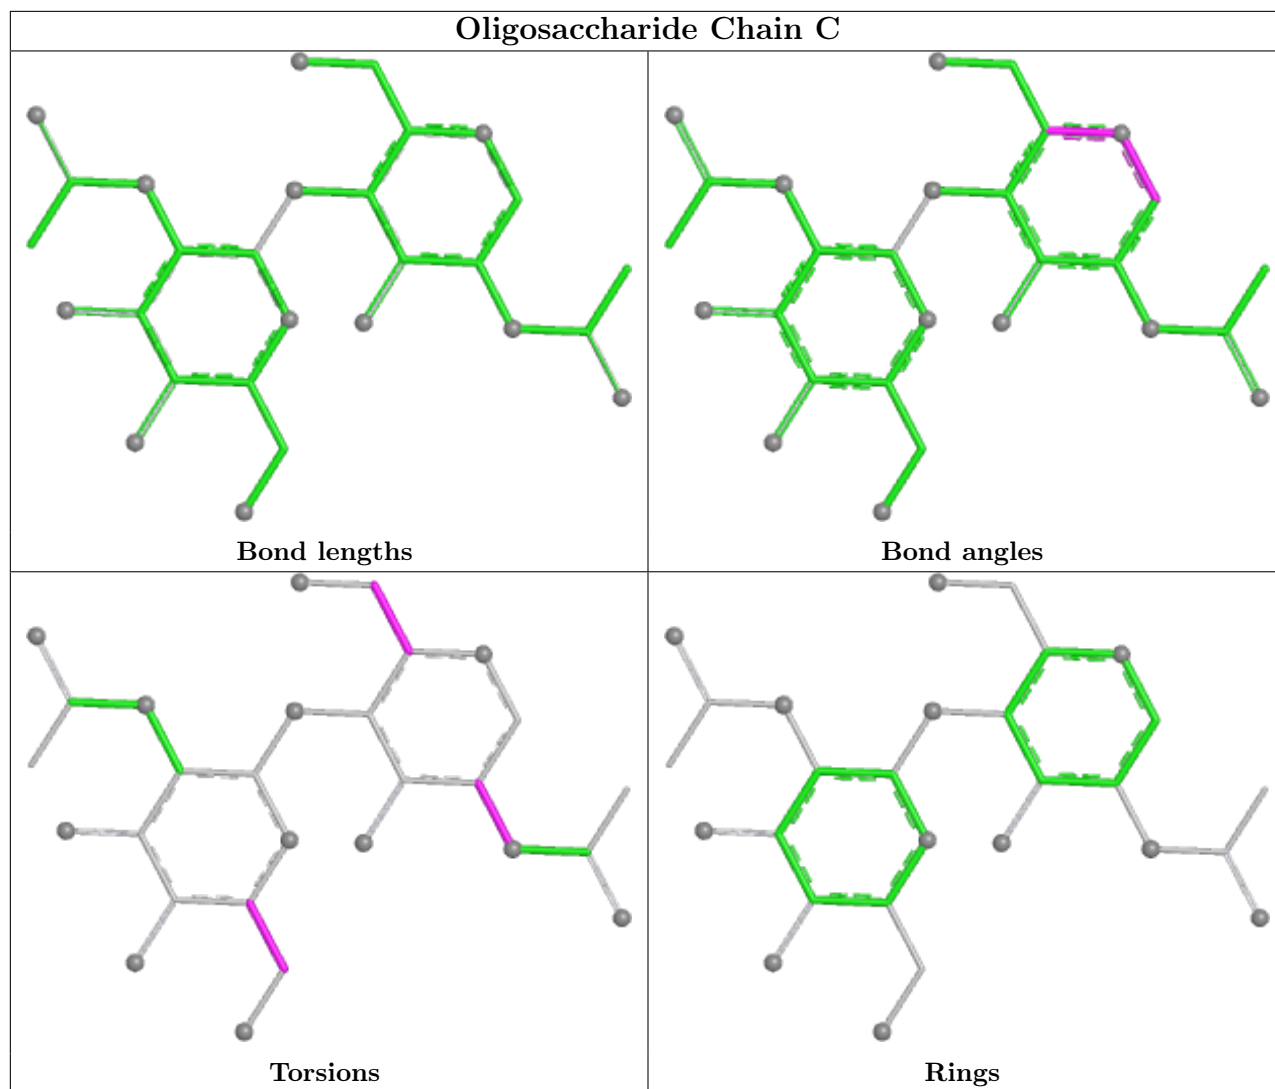 Oligosaccharide Chain C
Bond lengths
Bond angles
Torsions
Rings